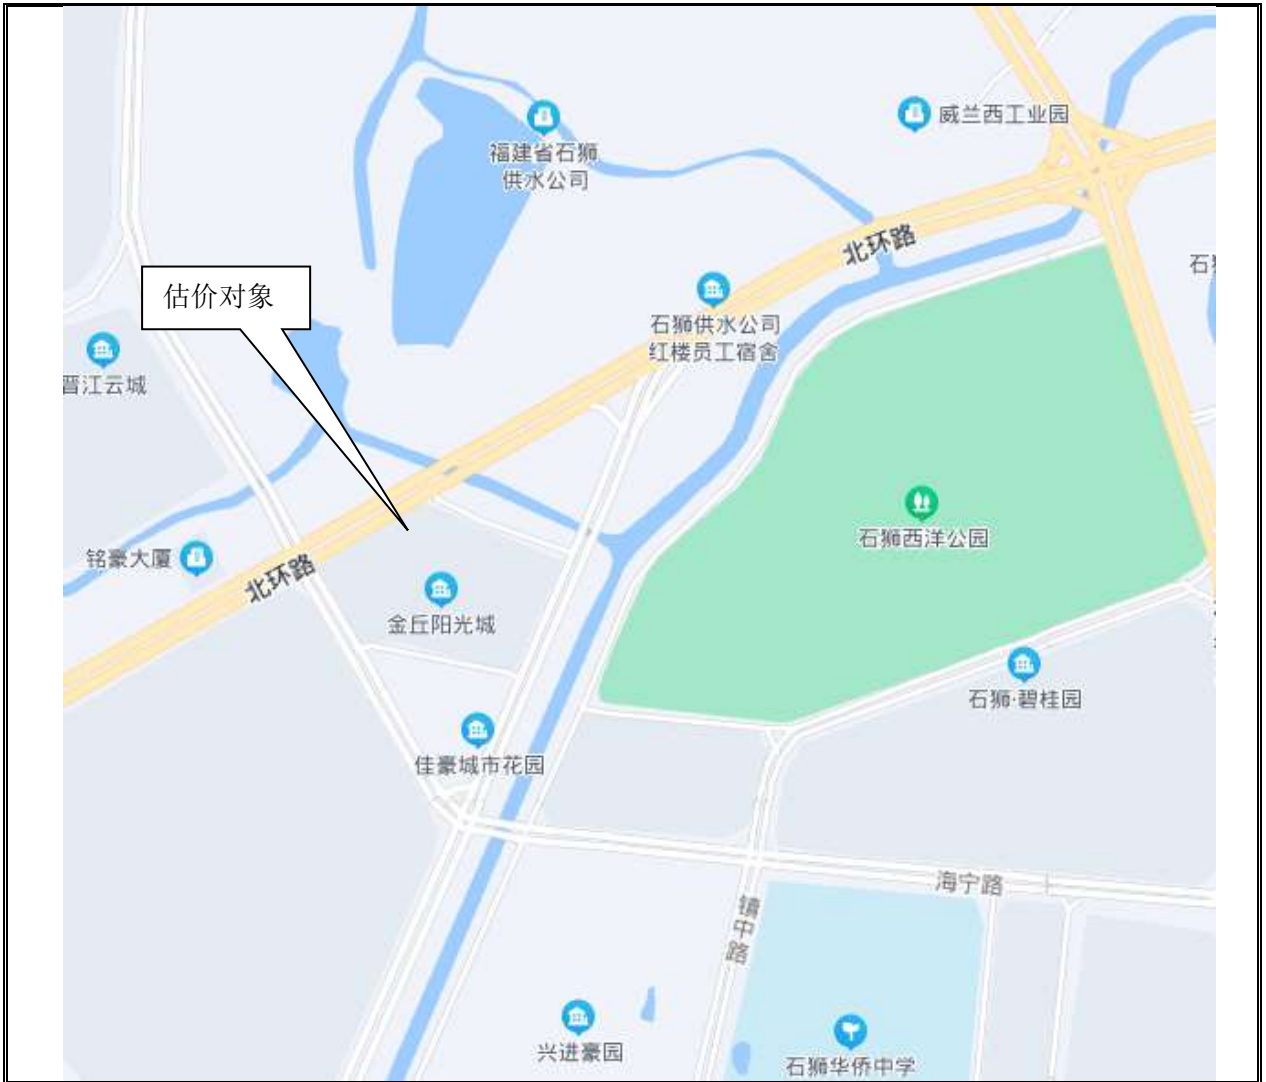 福建省石狮
供水公司
威兰西工业园
北环路
石
估价对象
石狮供水公司
红楼员工宿舍
晋江云城
石狮西洋公园
铭豪大厦
北环路
金丘阳光城
石狮·碧桂园
佳豪城市花园
海宁路
镇中路
兴进豪园
石狮华侨中学